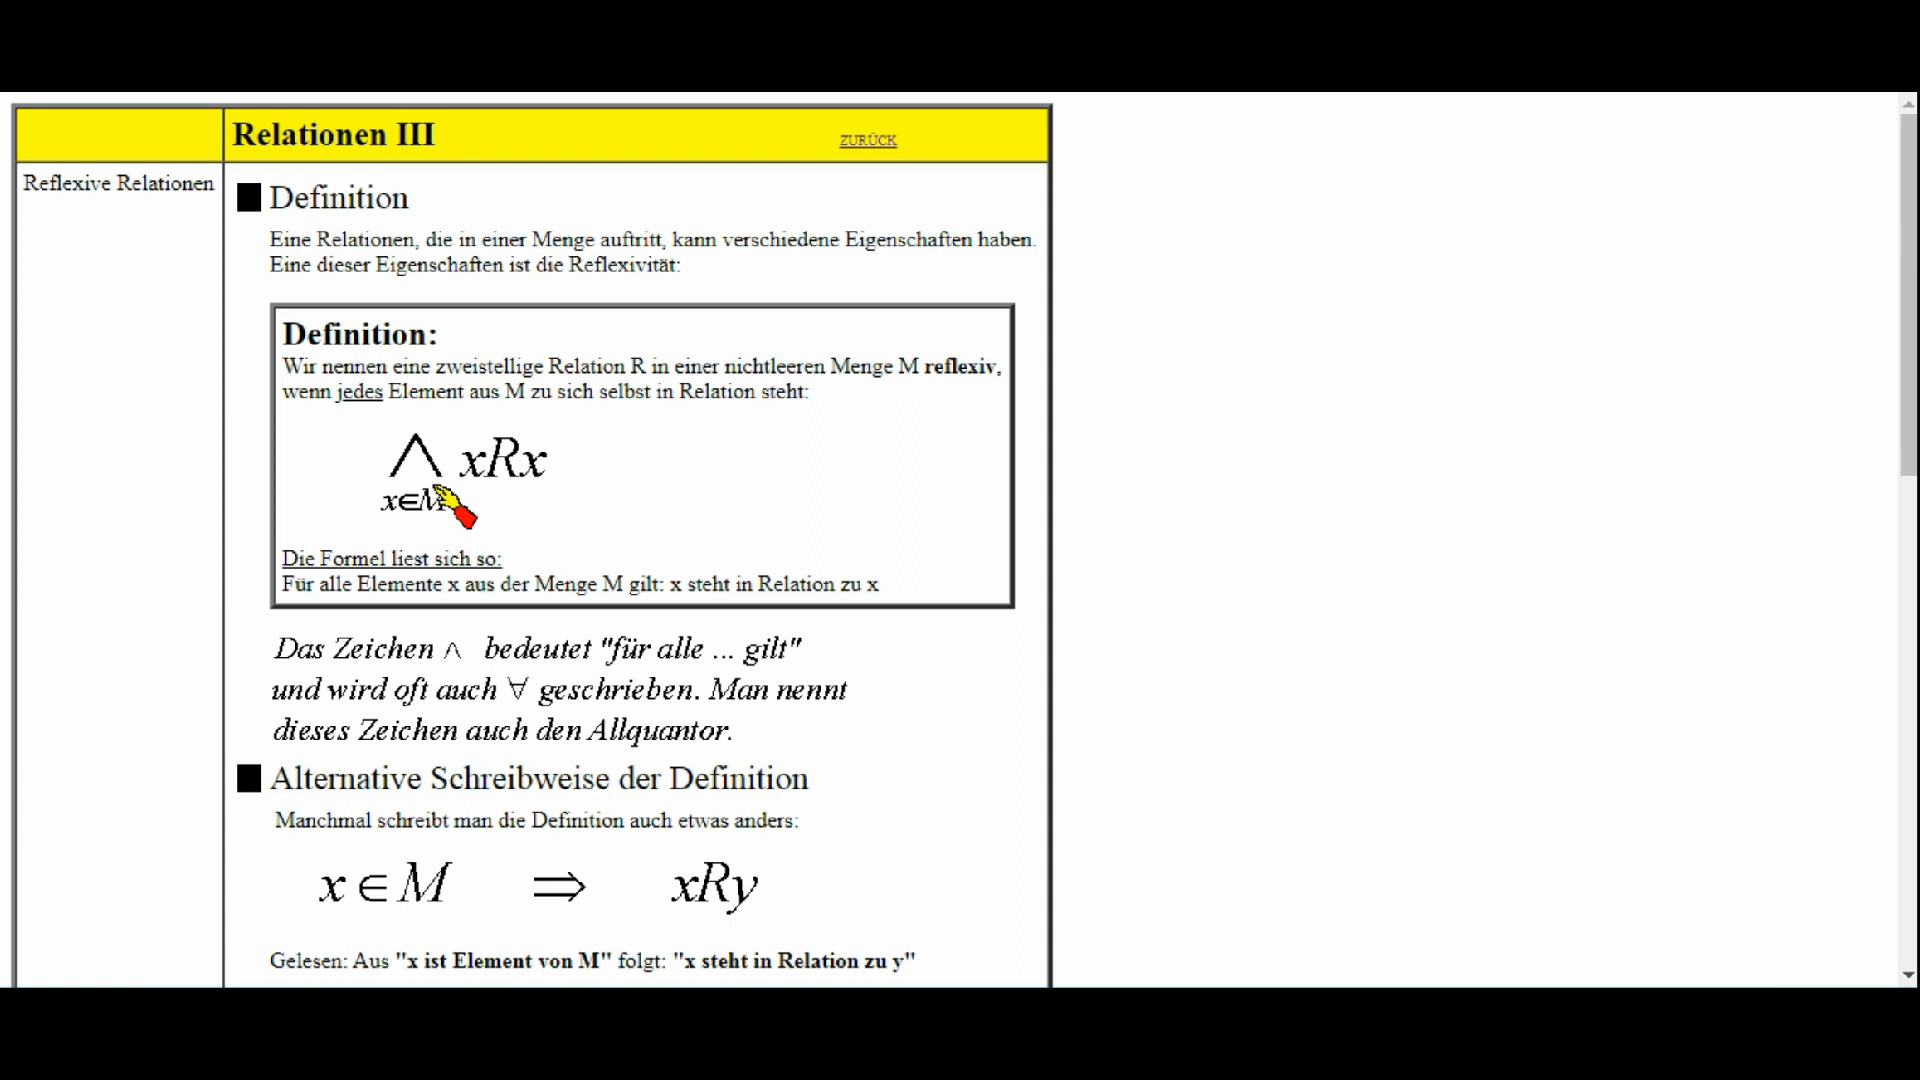 Relationen III
ZURÜCK
Reflexive Relationen
Definition
Eine Relationen, die in einer Menge auftritt, kann verschiedene Eigenschaften haben.
Eine dieser Eigenschaften ist die Reflexivität:
Definition:
Wir nennen eine zweistellige Relation R in einer nichtleeren Menge M reflexiv,
wenn jedes Element aus M zu sich selbst in Relation steht:
∧ xRx
x∈M
Die Formel liest sich so:
Für alle Elemente x aus der Menge M gilt: x steht in Relation zu x
Das Zeichen ∧ bedeutet "für alle ... gilt"
und wird oft auch ∀ geschrieben. Man nennt
dieses Zeichen auch den Allquantor.
Alternative Schreibweise der Definition
Manchmal schreibt man die Definition auch etwas anders:
x ∈ M ⇒ xRy
Gelesen: Aus "x ist Element von M" folgt: "x steht in Relation zu y"